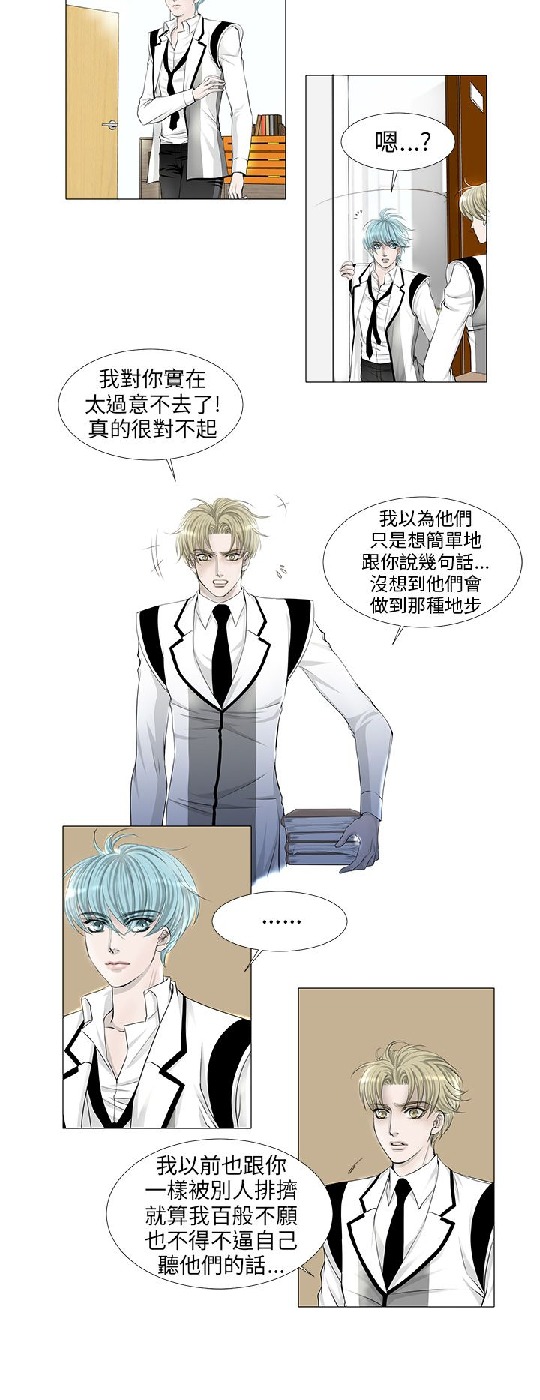 嗯...?
我對你實在
太過意不去了!
真的很對不起
我以為他們
只是想簡單地
跟你說幾句話...
沒想到他們會
做到那種地步
......
我以前也跟你
一樣被別人排擠
就算我百般不願
也不得不逼自己
聽他們的話...